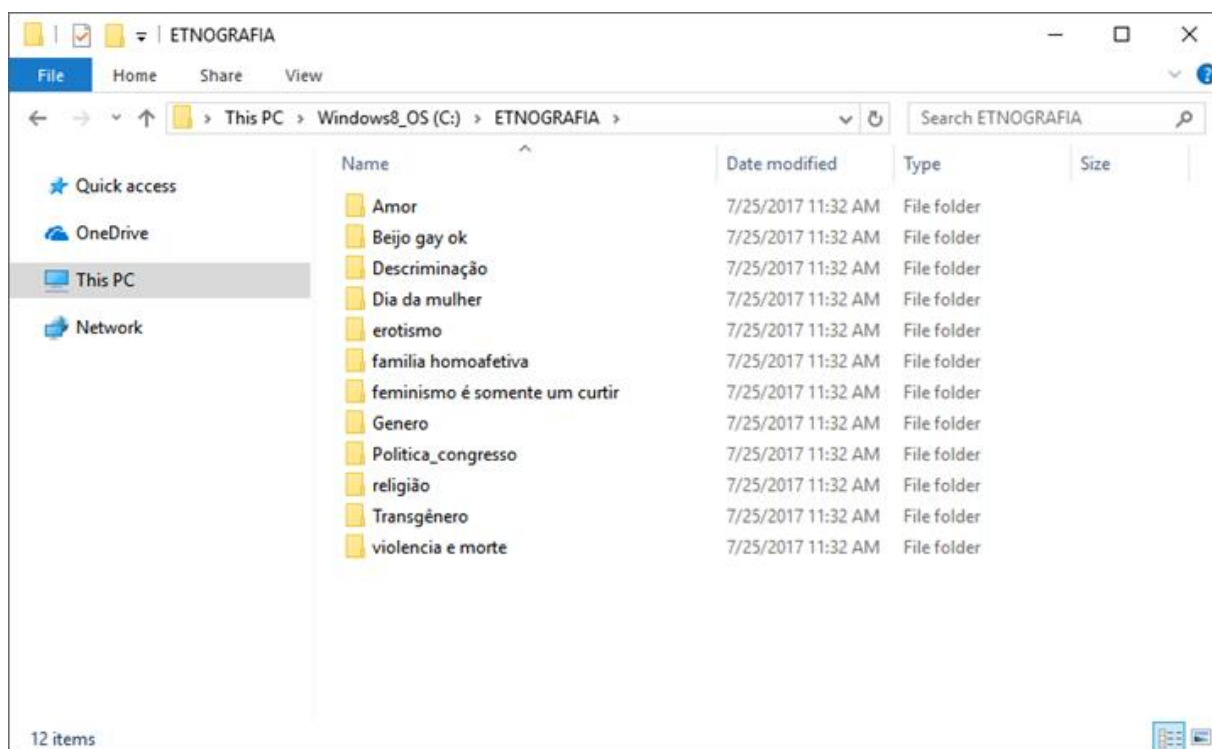 ETNOGRAFIA
File Home Share View
This PC > Windows8_OS (C:) > ETNOGRAFIA >
Search ETNOGRAFIA
Quick access
OneDrive
This PC
Network
Name Date modified Type Size
Amor 7/25/2017 11:32 AM File folder
Beijo gay ok 7/25/2017 11:32 AM File folder
Descriminação 7/25/2017 11:32 AM File folder
Dia da mulher 7/25/2017 11:32 AM File folder
erotismo 7/25/2017 11:32 AM File folder
familia homoafetiva 7/25/2017 11:32 AM File folder
feminismo é somente um curtir 7/25/2017 11:32 AM File folder
Genero 7/25/2017 11:32 AM File folder
Politica_congresso 7/25/2017 11:32 AM File folder
religião 7/25/2017 11:32 AM File folder
Transgênero 7/25/2017 11:32 AM File folder
violencia e morte 7/25/2017 11:32 AM File folder
12 items